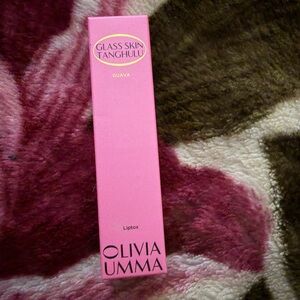 GLASS SKIN
TANGHULU
GUAVA
Liptox
OLIVIA
UMMA